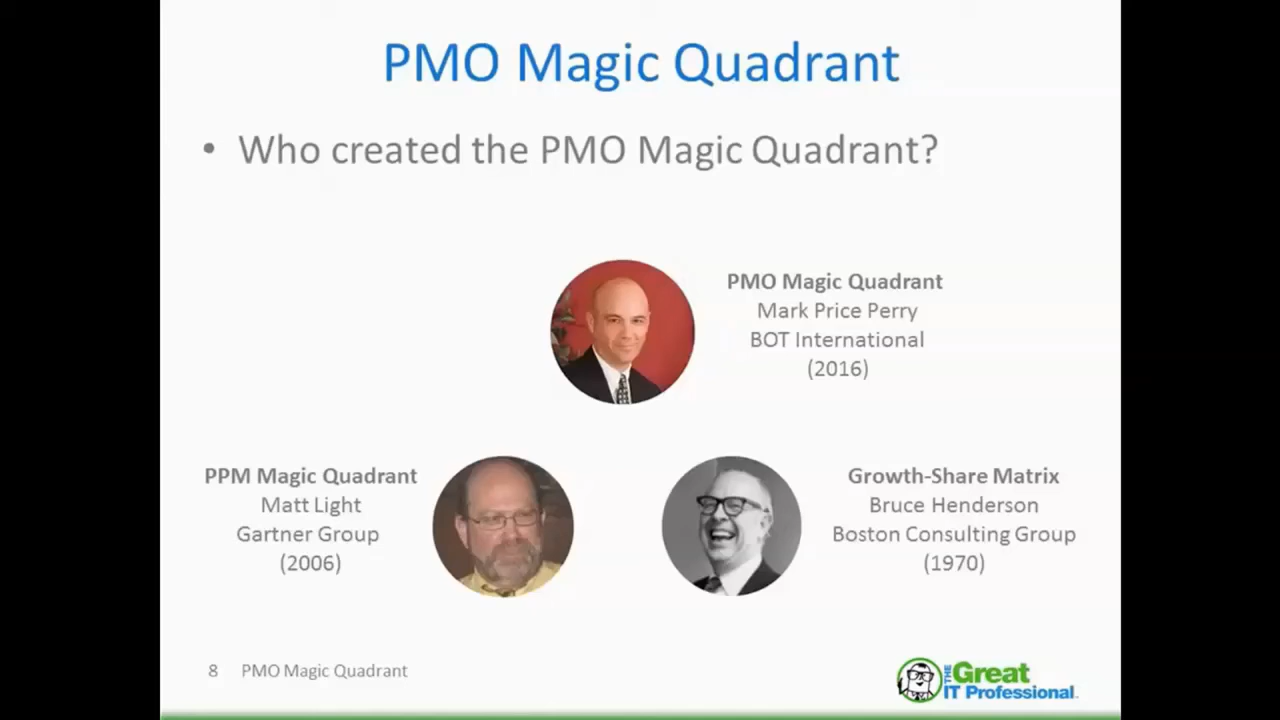 PMO Magic Quadrant
• Who created the PMO Magic Quadrant?
PMO Magic Quadrant
Mark Price Perry
BOT International
(2016)
PPM Magic Quadrant
Matt Light
Gartner Group
(2006)
Growth-Share Matrix
Bruce Henderson
Boston Consulting Group
(1970)
8 PMO Magic Quadrant
THE Great
IT Professional